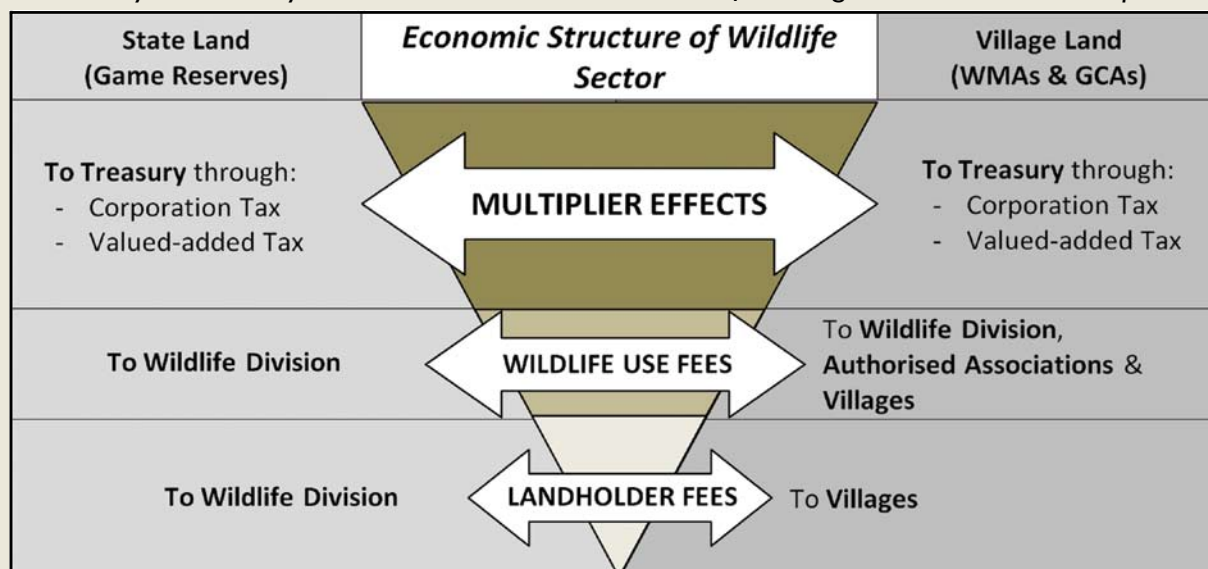 State Land
(Game Reserves)
Economic Structure of Wildlife
Sector
Village Land
(WMAs & GCAs)
To Treasury through:
- Corporation Tax
- Valued-added Tax
MULTIPLIER EFFECTS
To Treasury through:
- Corporation Tax
- Valued-added Tax
To Wildlife Division
WILDLIFE USE FEES
To Wildlife Division,
Authorised Associations &
Villages
To Wildlife Division
LANDHOLDER FEES
To Villages